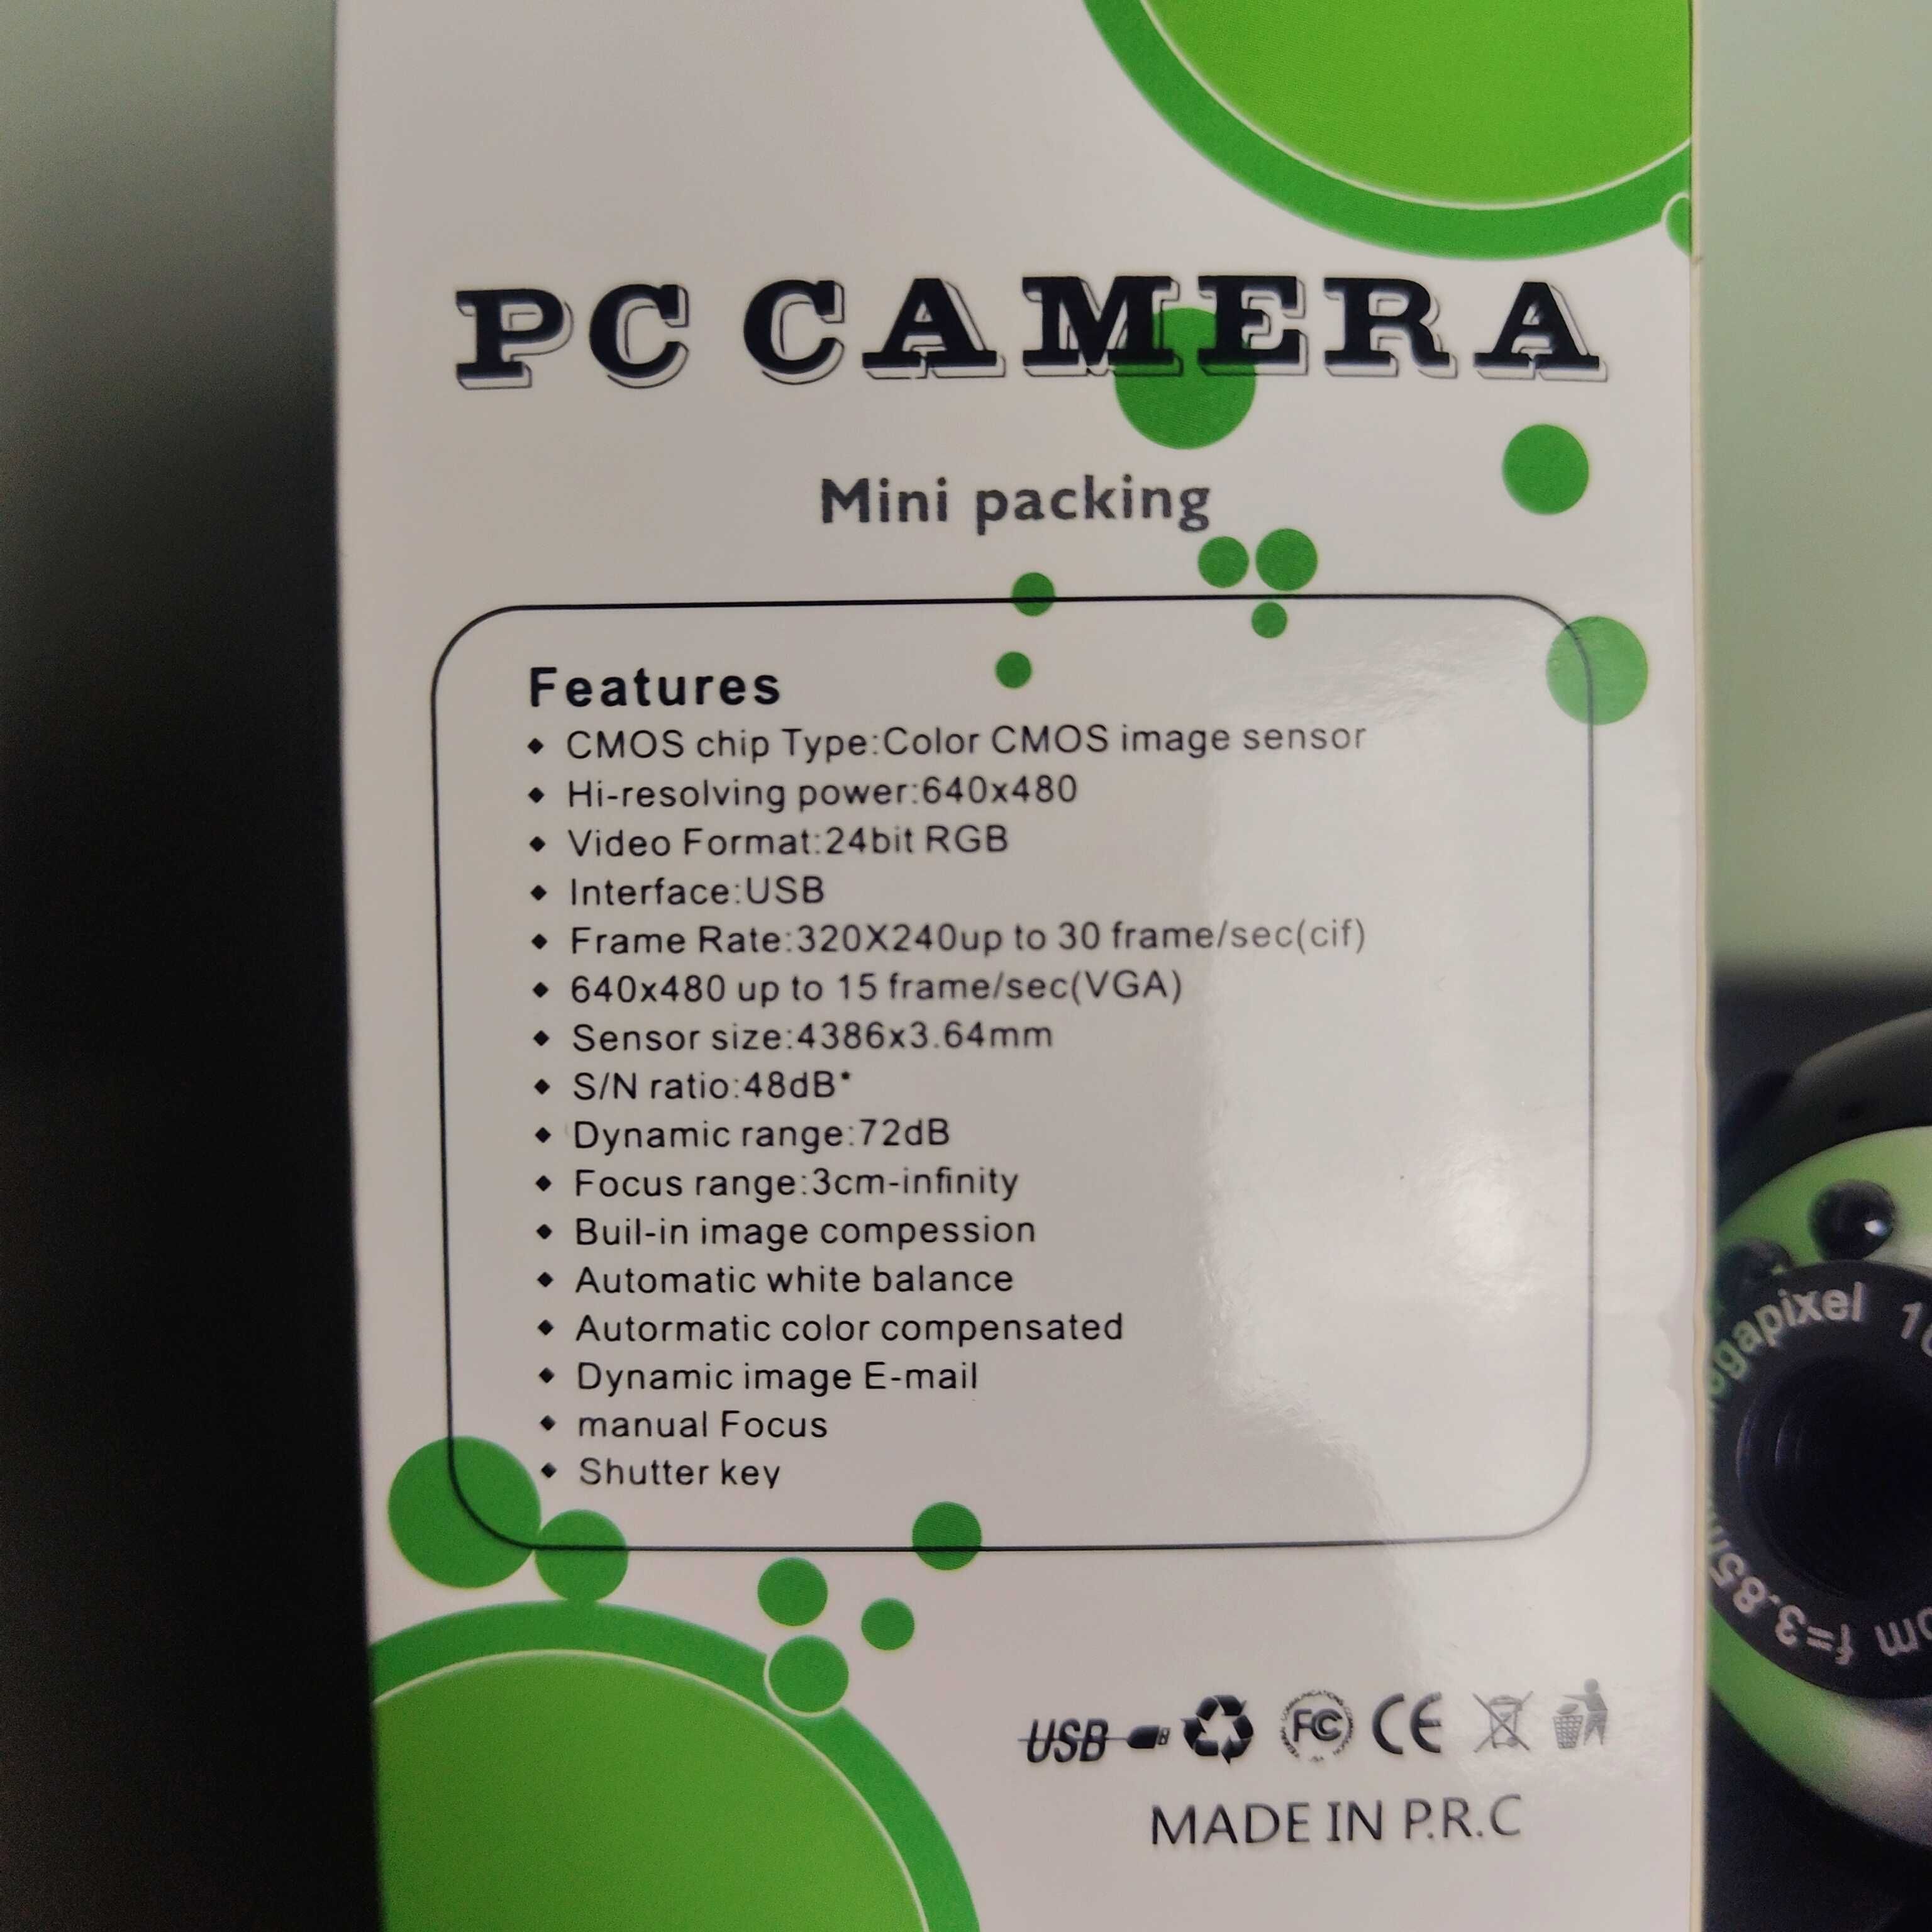 PC CAMERA
Mini packing
Features
CMOS chip Type:Color CMOS image sensor
Hi-resolving power:640x480
Video Format:24bit RGB
Interface:USB
Frame Rate:320X240up to 30 frame/sec(cif)
640x480 up to 15 frame/sec(VGA)
Sensor size:4386x3.64mm
S/N ratio:48dB*
Dynamic range:72dB
Focus range:3cm-infinity
Buil-in image compession
Automatic white balance
Autormatic color compensated
Dynamic image E-mail
manual Focus
Shutter key
USB FC CE
MADE IN P.R.C
f=3.85m